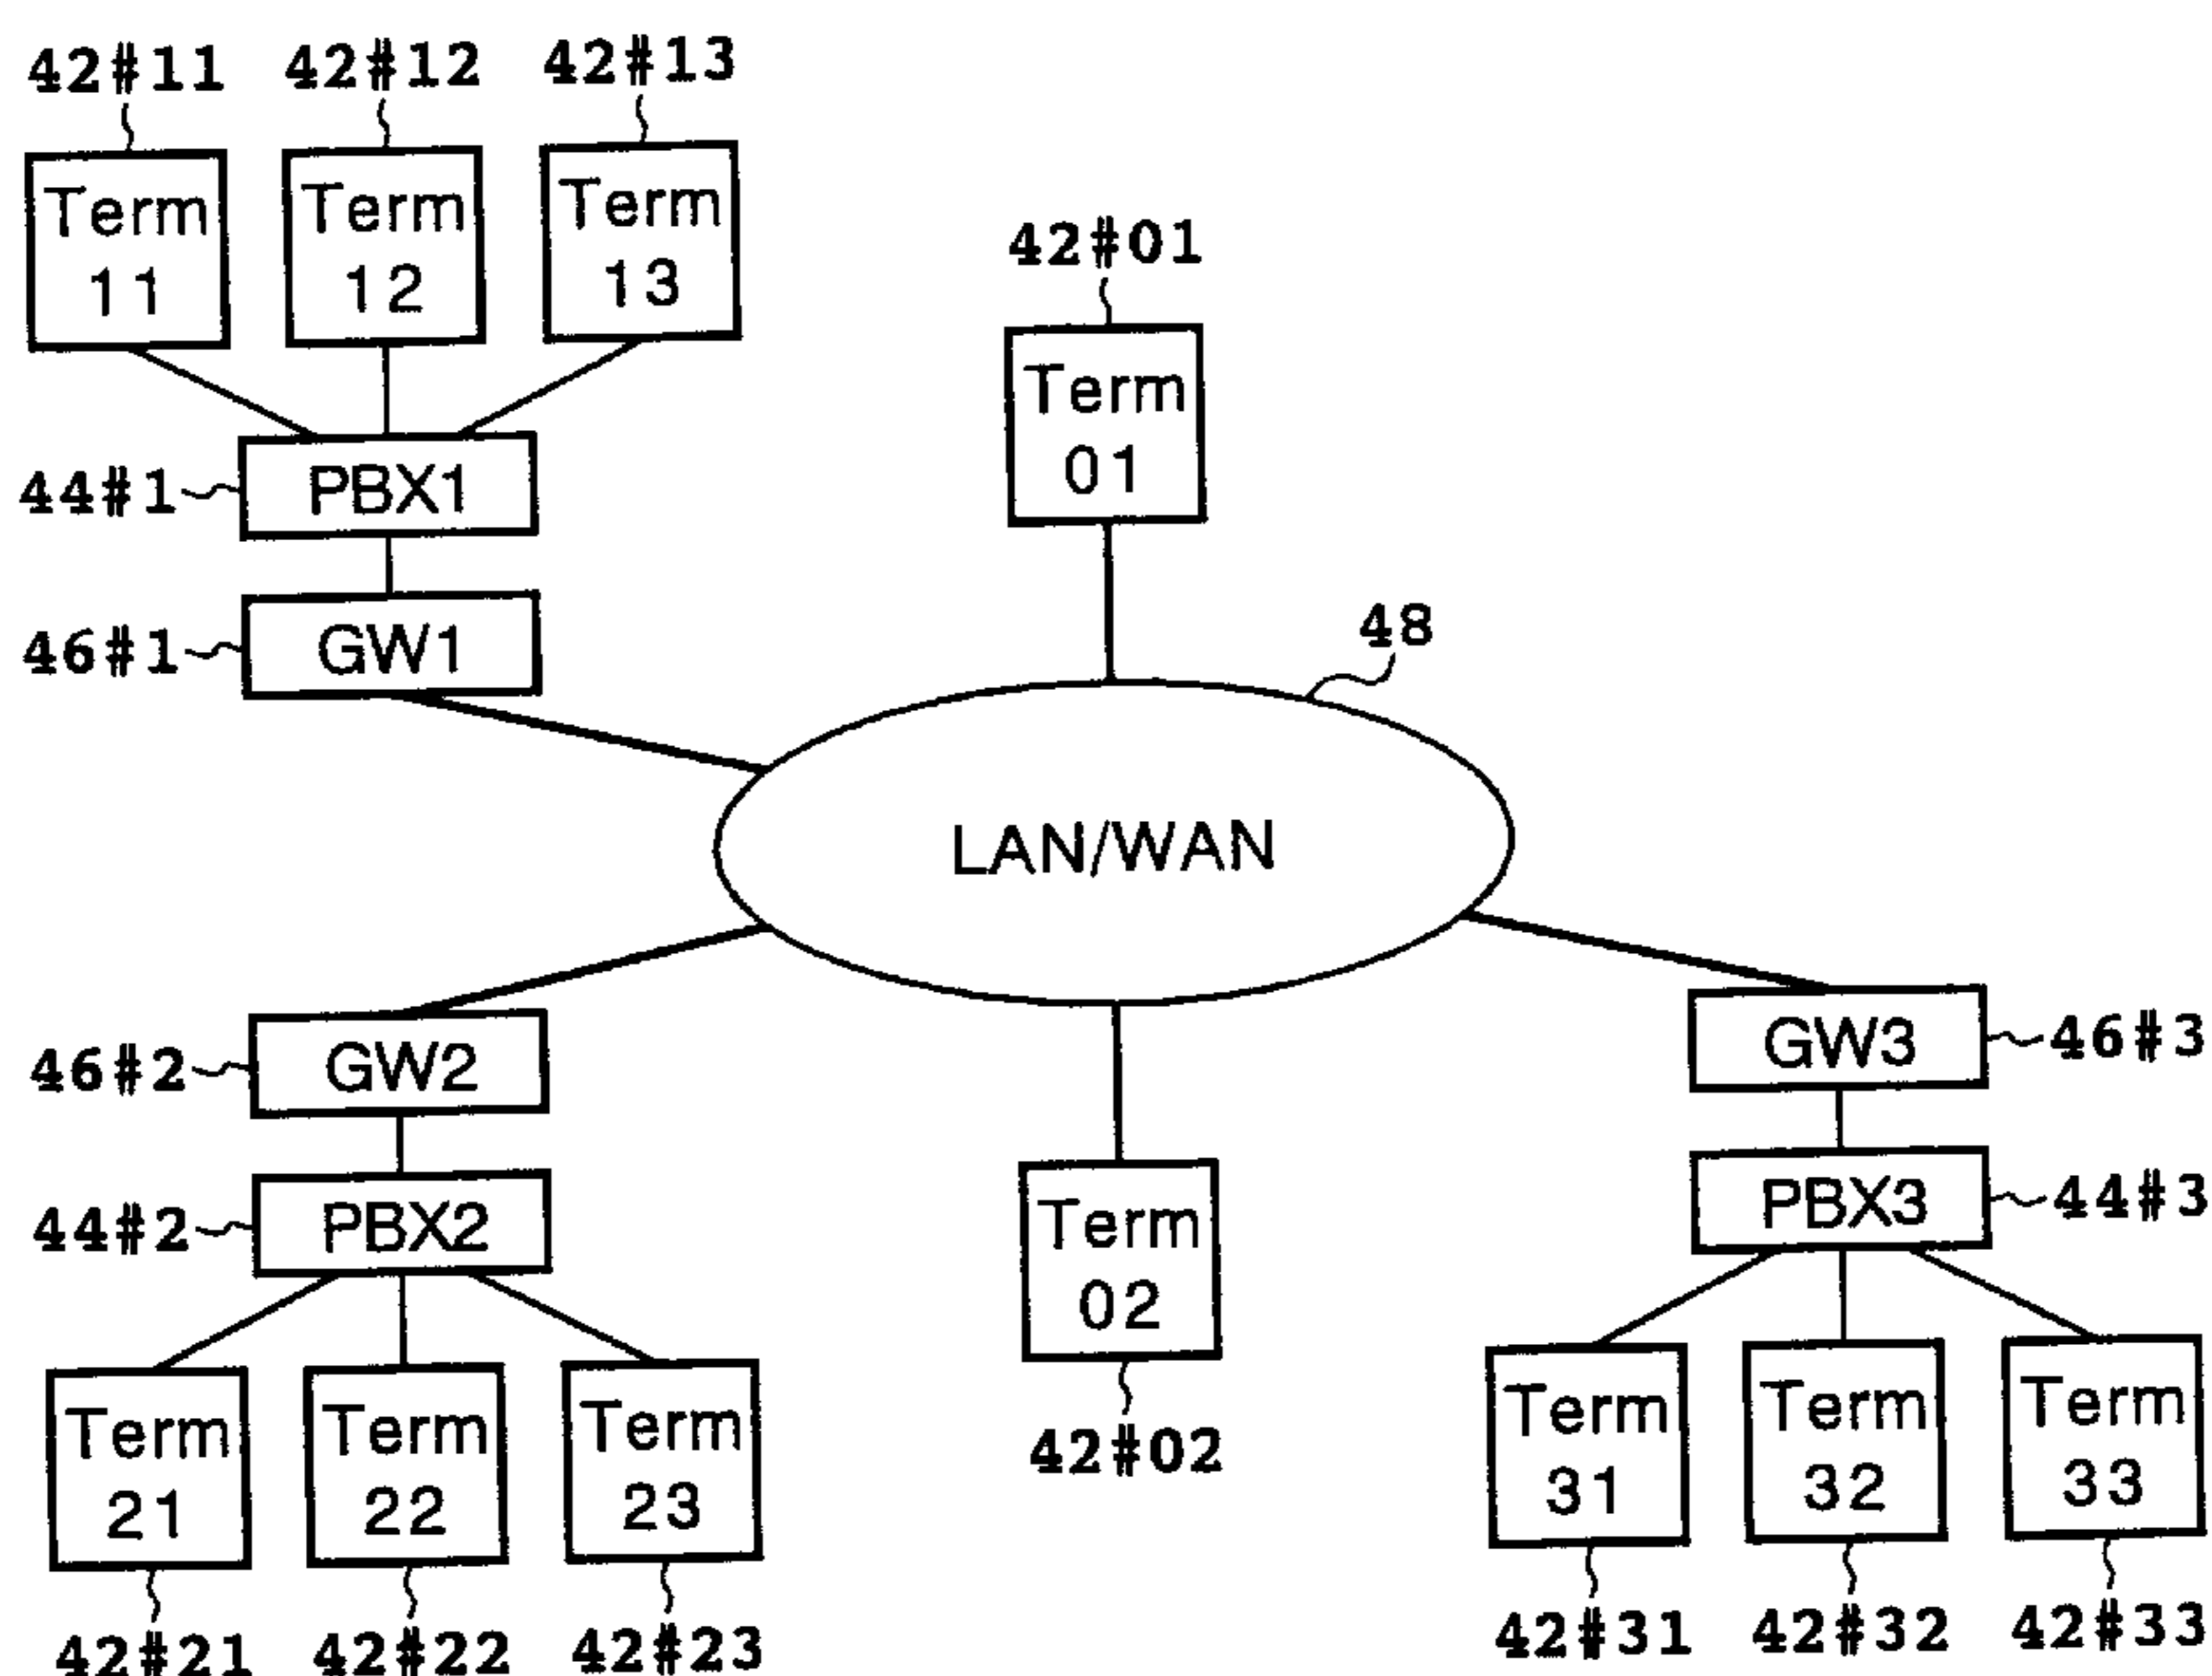 42#11 42#12 42#13
Term 11
Term 12
Term 13
42#01
Term 01
44#1 PBX1
46#1 GW1
48
LAN/WAN
46#2 GW2
GW3 46#3
44#2 PBX2
PBX3 44#3
Term 02
42#02
Term 21
Term 22
Term 23
Term 31
Term 32
Term 33
42#21 42#22 42#23
42#31 42#32 42#33